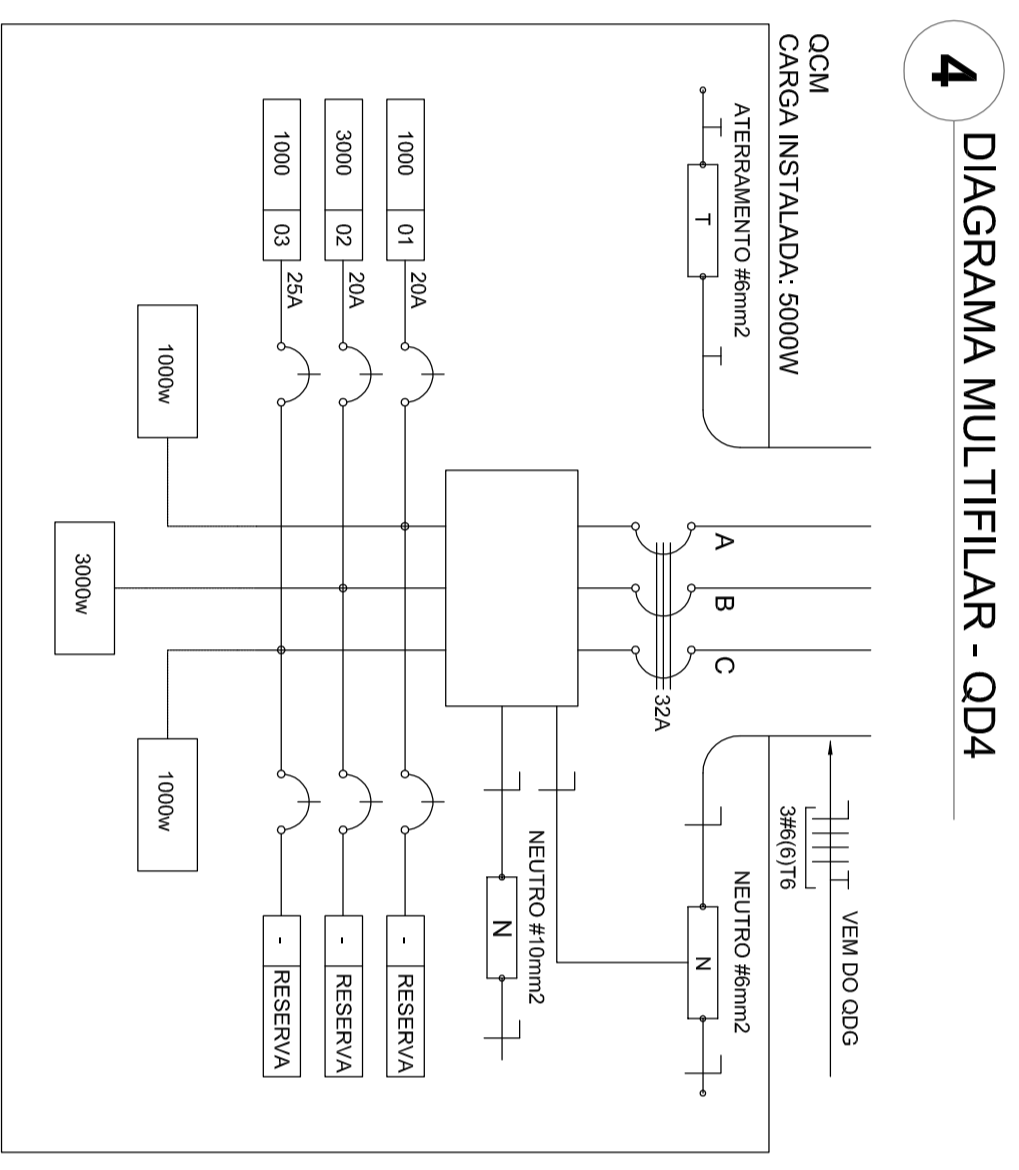 4
DIAGRAMA MULTIFILAR - QD4
VEM DO QDG
3#6(6)T6
QCM
CARGA INSTALADA: 5000W
ATERRAMENTO #6mm2
T
A
B
C
32A
NEUTRO #6mm2
N
NEUTRO #10mm2
N
1000 01 20A
- RESERVA
3000 02 20A
- RESERVA
1000 03 25A
- RESERVA
1000w
3000w
1000w